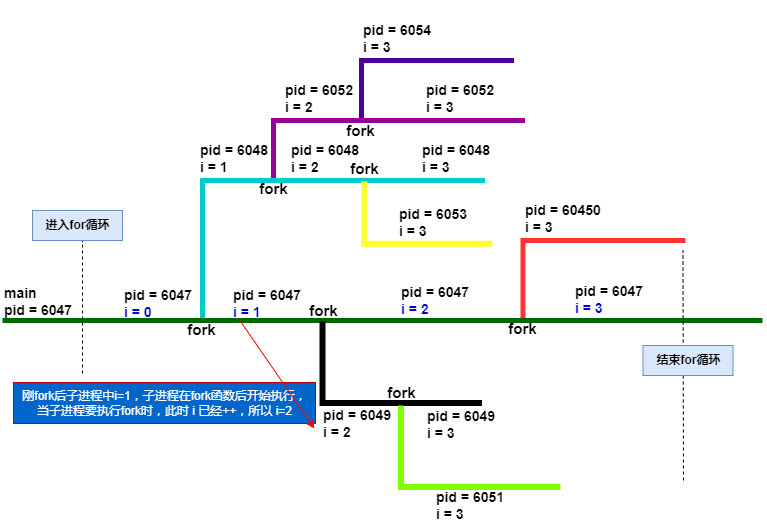 pid = 6054
i = 3
pid = 6052
i = 2
pid = 6052
i = 3
fork
pid = 6048
i = 1
pid = 6048
i = 2
fork
pid = 6048
i = 3
fork
进入for循环
pid = 6053
i = 3
pid = 60450
i = 3
main
pid = 6047
pid = 6047
i = 0
pid = 6047
i = 1
fork
pid = 6047
i = 2
pid = 6047
i = 3
fork
fork
结束for循环
刚fork后子进程中i=1，子进程在fork函数后开始执行，
当子进程要执行fork时，此时 i 已经++，所以 i=2
fork
pid = 6049
i = 2
pid = 6049
i = 3
pid = 6051
i = 3